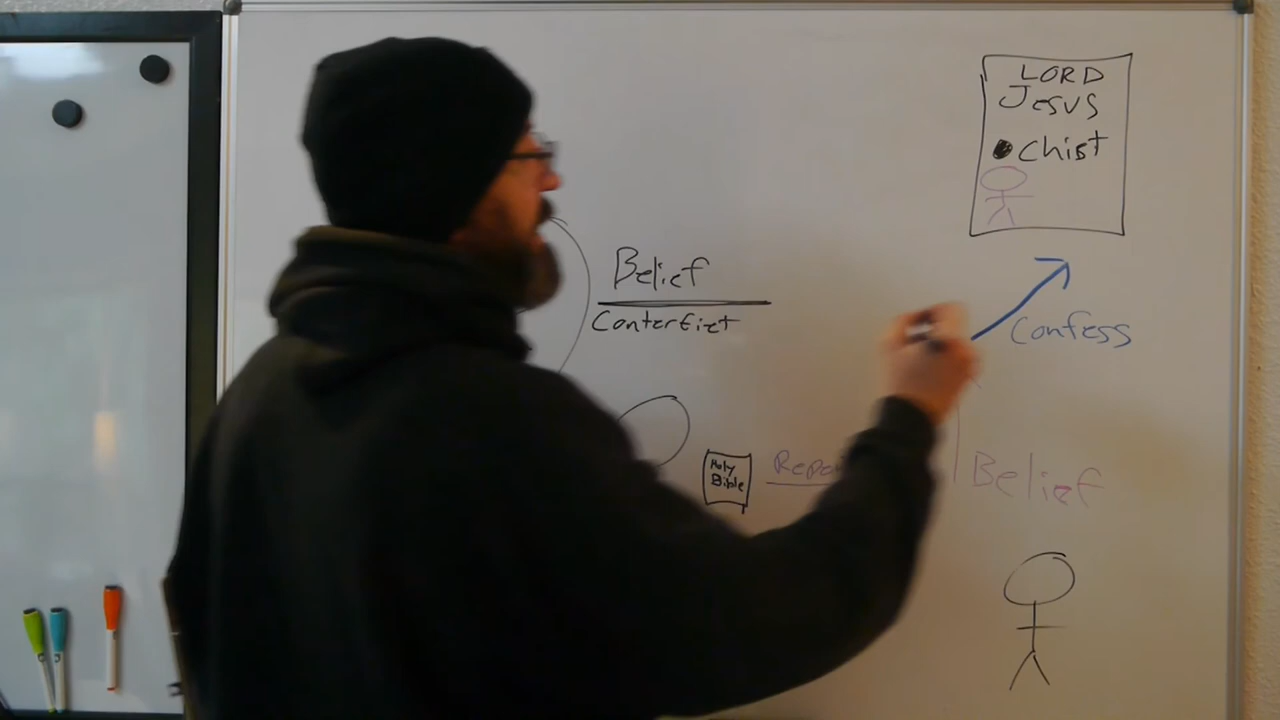 LORD
Jesus
Chist
Belief
Conterfiet
Confess
Holy
Bible
Belief